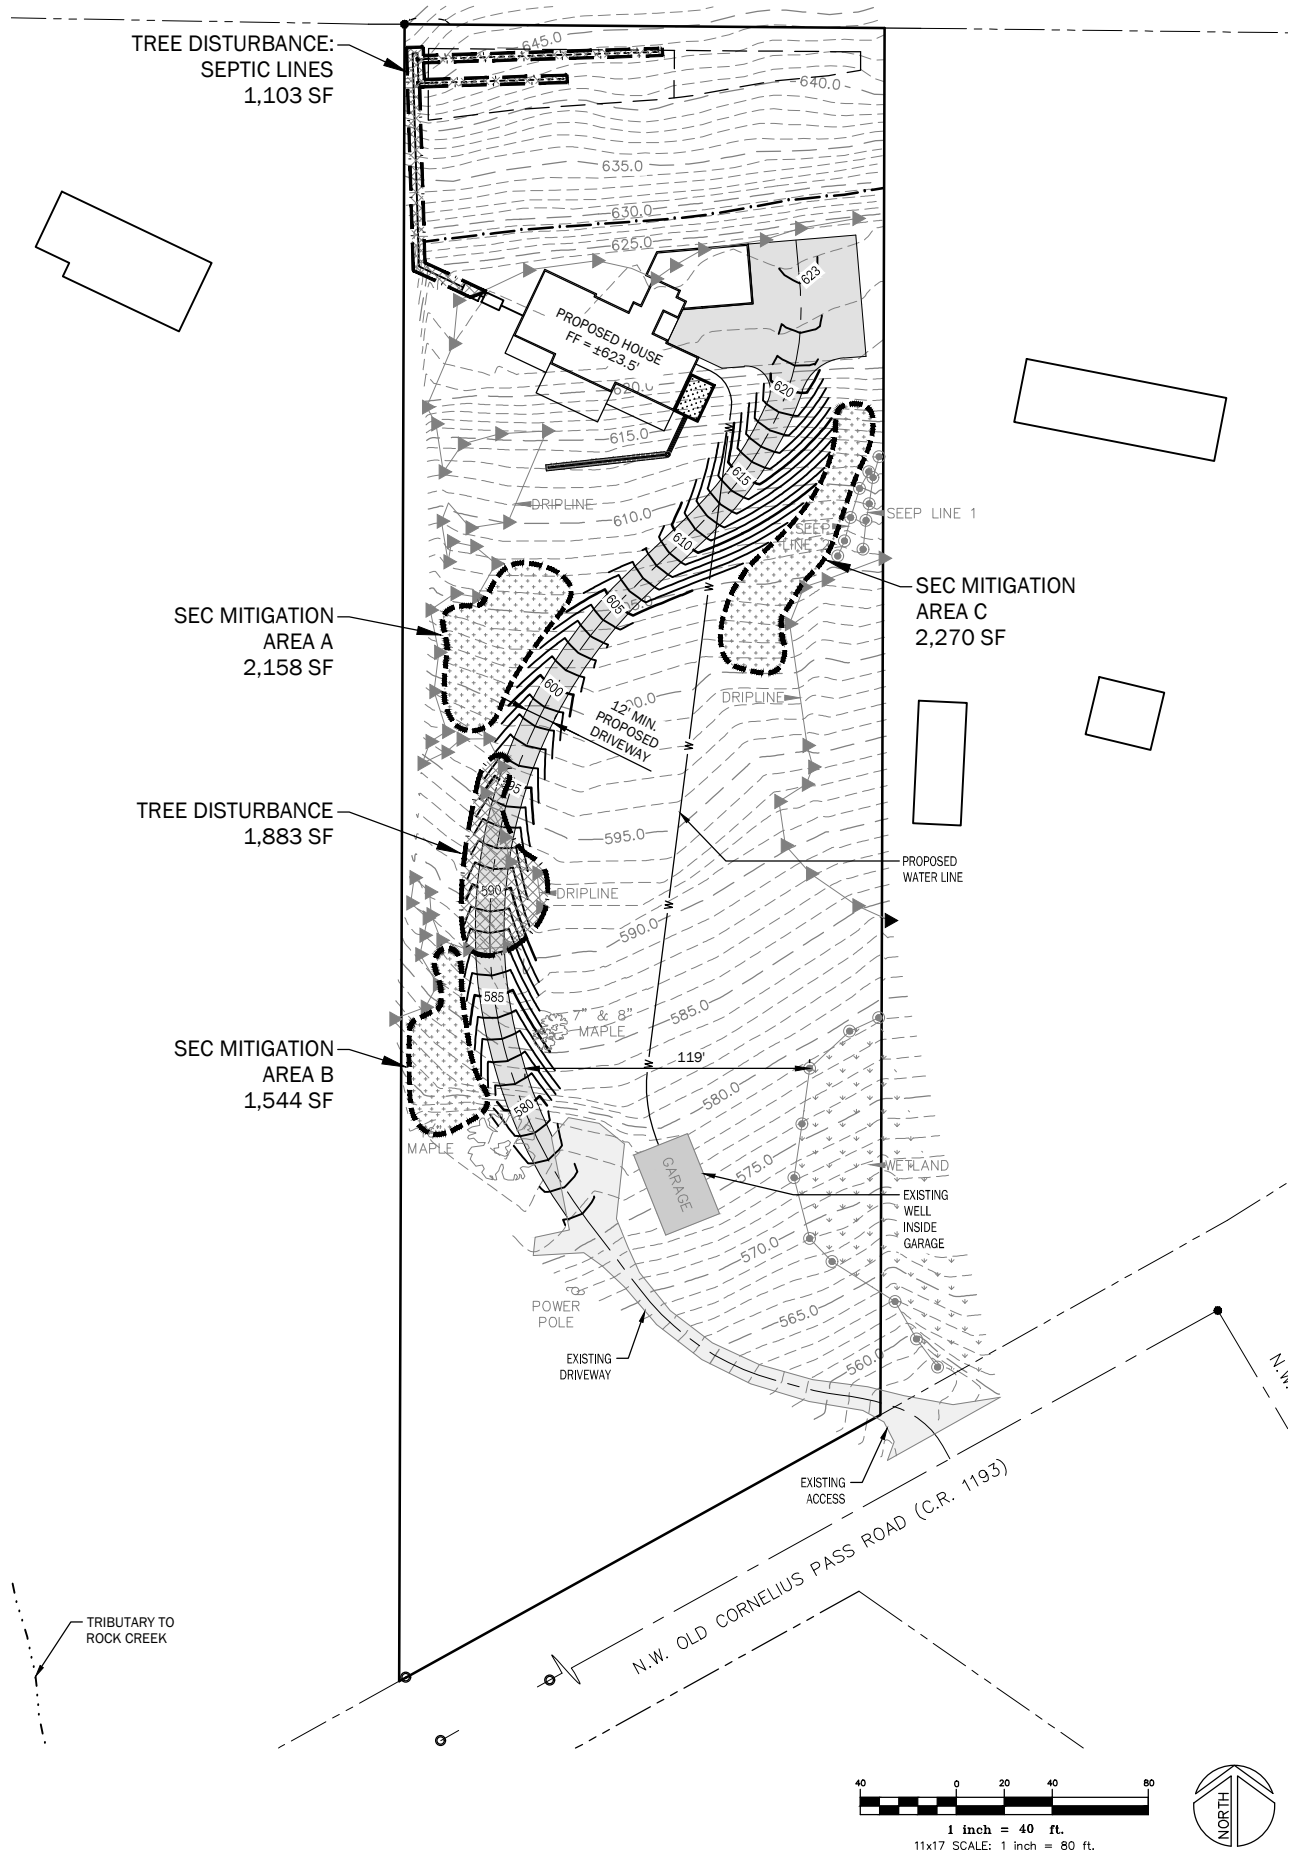 TREE DISTURBANCE:
SEPTIC LINES
1,103 SF
645.0
640.0
635.0
630.0
625.0
623
PROPOSED HOUSE
FF = ±623.5'
620
615.0
615
DRIPLINE
610.0
610
SEEP LINE 1
SEEP
LINE
SEC MITIGATION
AREA C
2,270 SF
SEC MITIGATION
AREA A
2,158 SF
605
600
12' MIN.
PROPOSED
DRIVEWAY
DRIPLINE
W
W
W
W
W
TREE DISTURBANCE
1,883 SF
595.0
PROPOSED
WATER LINE
590
DRIPLINE
590.0
585
7" & 8"
MAPLE
585.0
SEC MITIGATION
AREA B
1,544 SF
119'
580.0
580
MAPLE
GARAGE
575.0
WETLAND
EXISTING
WELL
INSIDE
GARAGE
570.0
POWER
POLE
565.0
560.0
EXISTING
DRIVEWAY
N.W.
EXISTING
ACCESS
N.W. OLD CORNELIUS PASS ROAD (C.R. 1193)
TRIBUTARY TO
ROCK CREEK
40 0 20 40 80
1 inch = 40 ft.
11x17 SCALE: 1 inch = 80 ft.
NORTH